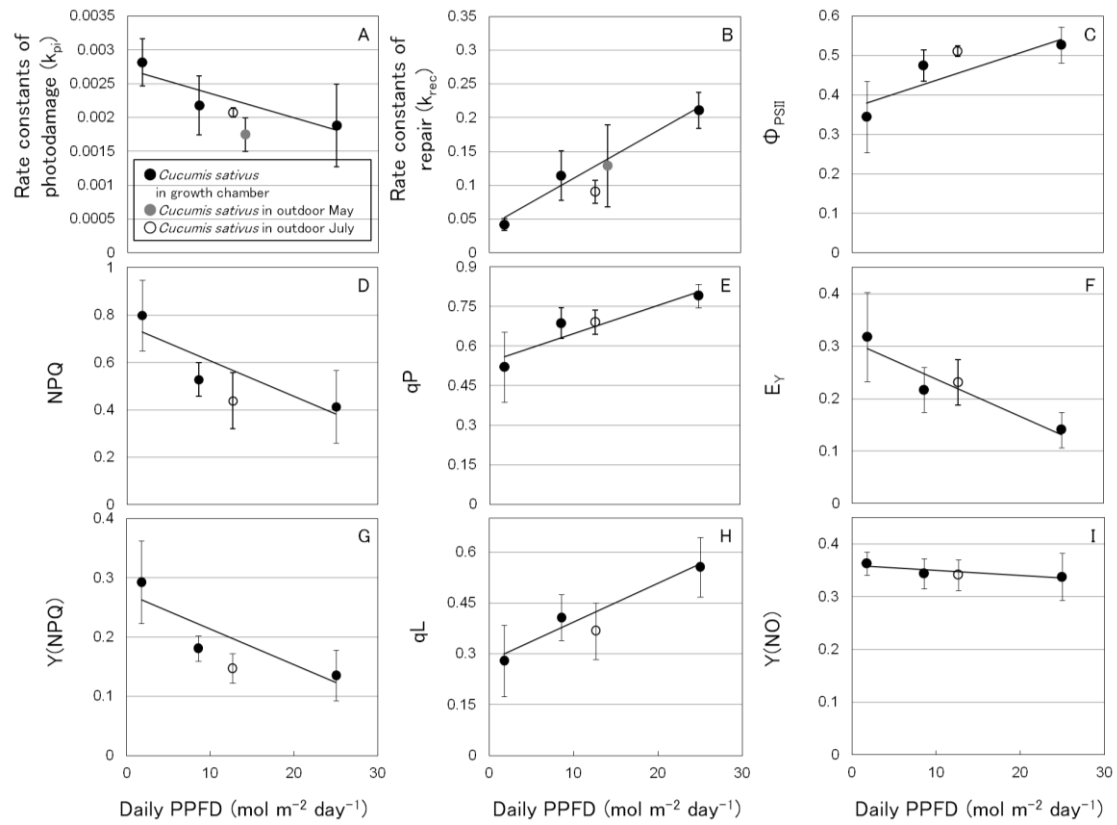 A
Rate constants of
photodamage (kpi)
0.0035
0.003
0.0025
0.002
0.0015
0.001
0.0005
0
Cucumis sativus
in growth chamber
Cucumis sativus in outdoor May
Cucumis sativus in outdoor July
B
Rate constants of
repair (krec)
0.35
0.3
0.25
0.2
0.15
0.1
0.05
0
C
ΦPSII
0.6
0.5
0.4
0.3
0.2
0.1
0
D
NPQ
1
0.8
0.6
0.4
0.2
0
E
qP
0.9
0.75
0.6
0.45
0.3
0.15
0
F
EY
0.4
0.3
0.2
0.1
0
G
Y(NPQ)
0.4
0.3
0.2
0.1
0
0 10 20 30
Daily PPFD (mol m⁻² day⁻¹)
H
qL
0.6
0.45
0.3
0.15
0
0 10 20 30
Daily PPFD (mol m⁻² day⁻¹)
I
Y(NO)
0.4
0.3
0.2
0.1
0
0 10 20 30
Daily PPFD (mol m⁻² day⁻¹)